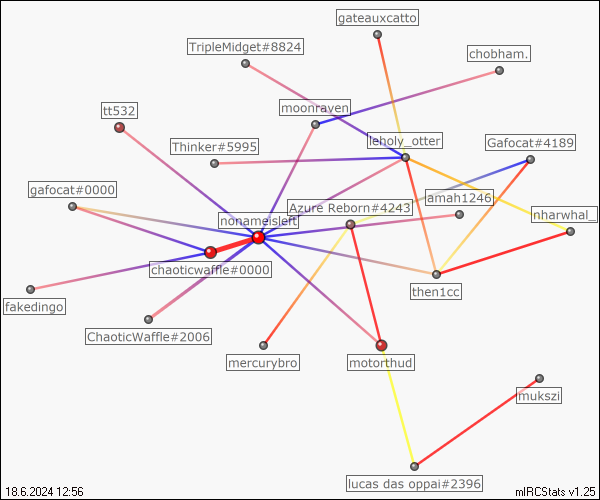 gateauxcatto
TripleMidget#8824
chobham.
moonraven
tt532
leholy_otter
Gafocat#4189
Thinker#5995
gafocat#0000
amah1246
Azure Reborn#4243
nharwhal_
nonameisleft
chaoticwaffle#0000
then1cc
fakedingo
ChaoticWaffle#2006
mercurybro
motorthud
mukszi
lucas das oppai#2396
18.6.2024 12:56
mIRCStats v1.25